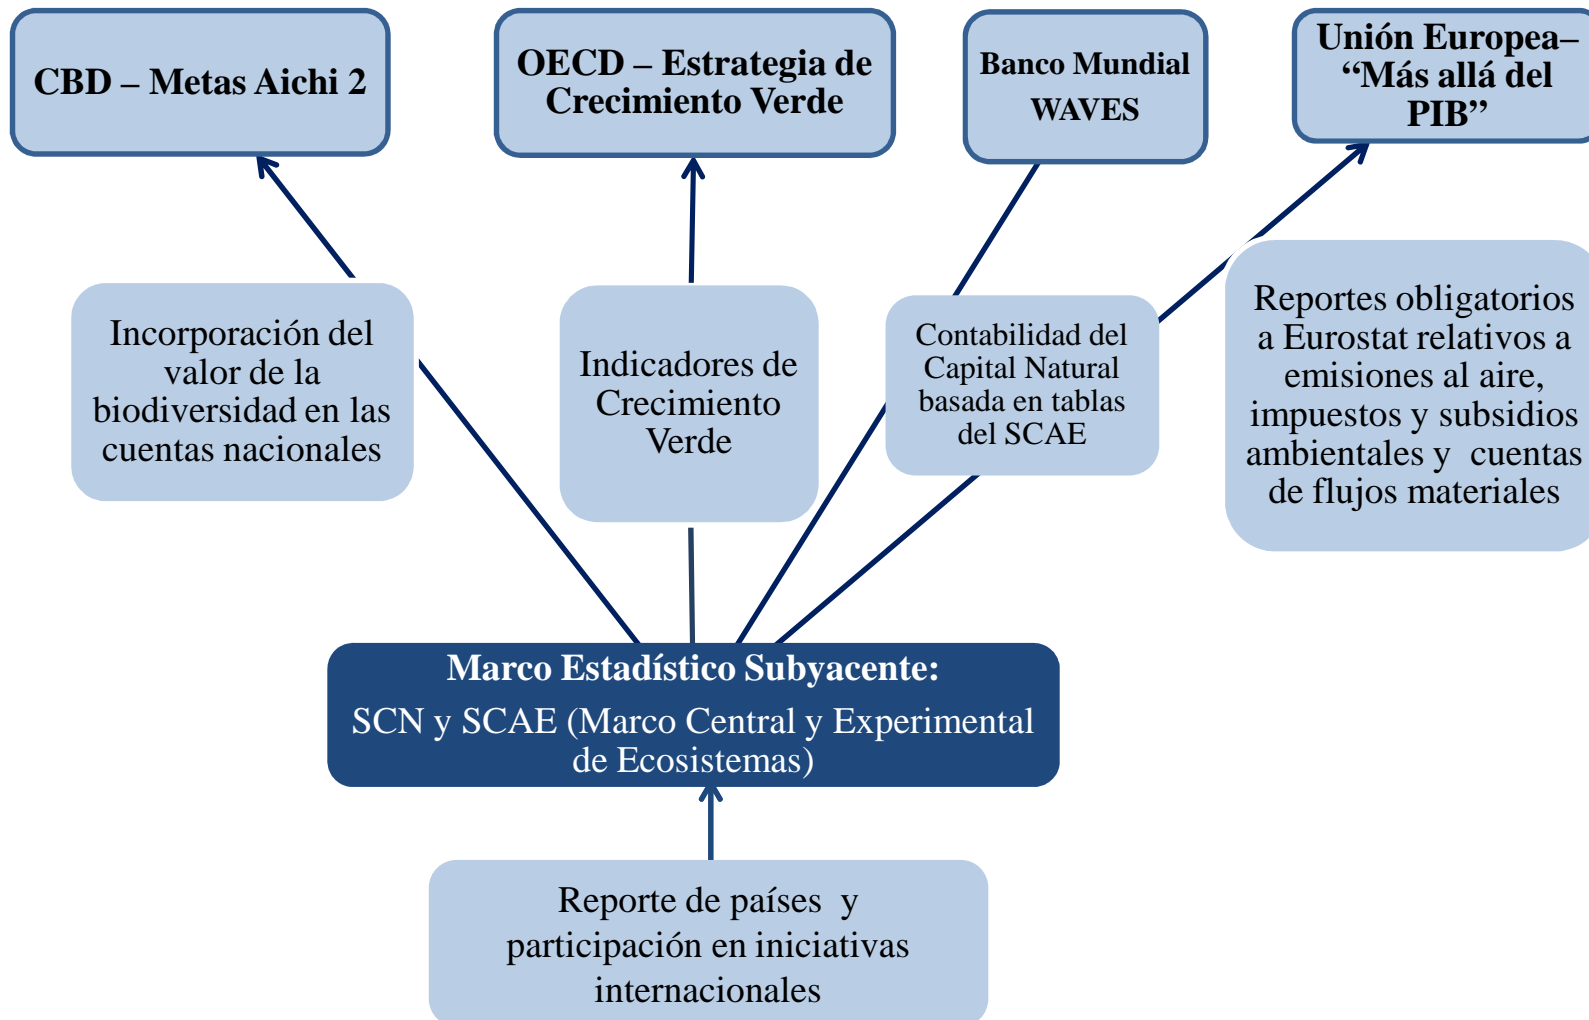 CBD – Metas Aichi 2
OECD – Estrategia de
Crecimiento Verde
Banco Mundial
WAVES
Unión Europea–
“Más allá del
PIB”
Incorporación del
valor de la
biodiversidad en las
cuentas nacionales
Indicadores de
Crecimiento
Verde
Contabilidad del
Capital Natural
basada en tablas
del SCAE
Reportes obligatorios
a Eurostat relativos a
emisiones al aire,
impuestos y subsidios
ambientales y cuentas
de flujos materiales
Marco Estadístico Subyacente:
SCN y SCAE (Marco Central y Experimental
de Ecosistemas)
Reporte de países y
participación en iniciativas
internacionales